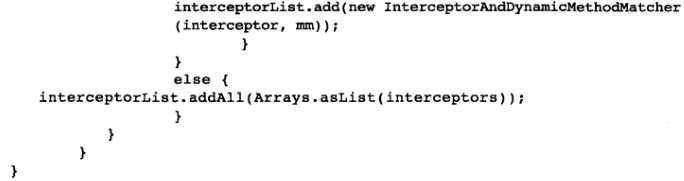 interceptorList.add(new InterceptorAndDynamicMethodMatcher
(interceptor, mm));
}
}
else {
interceptorList.addAll(Arrays.asList(interceptors));
}
}
}
}